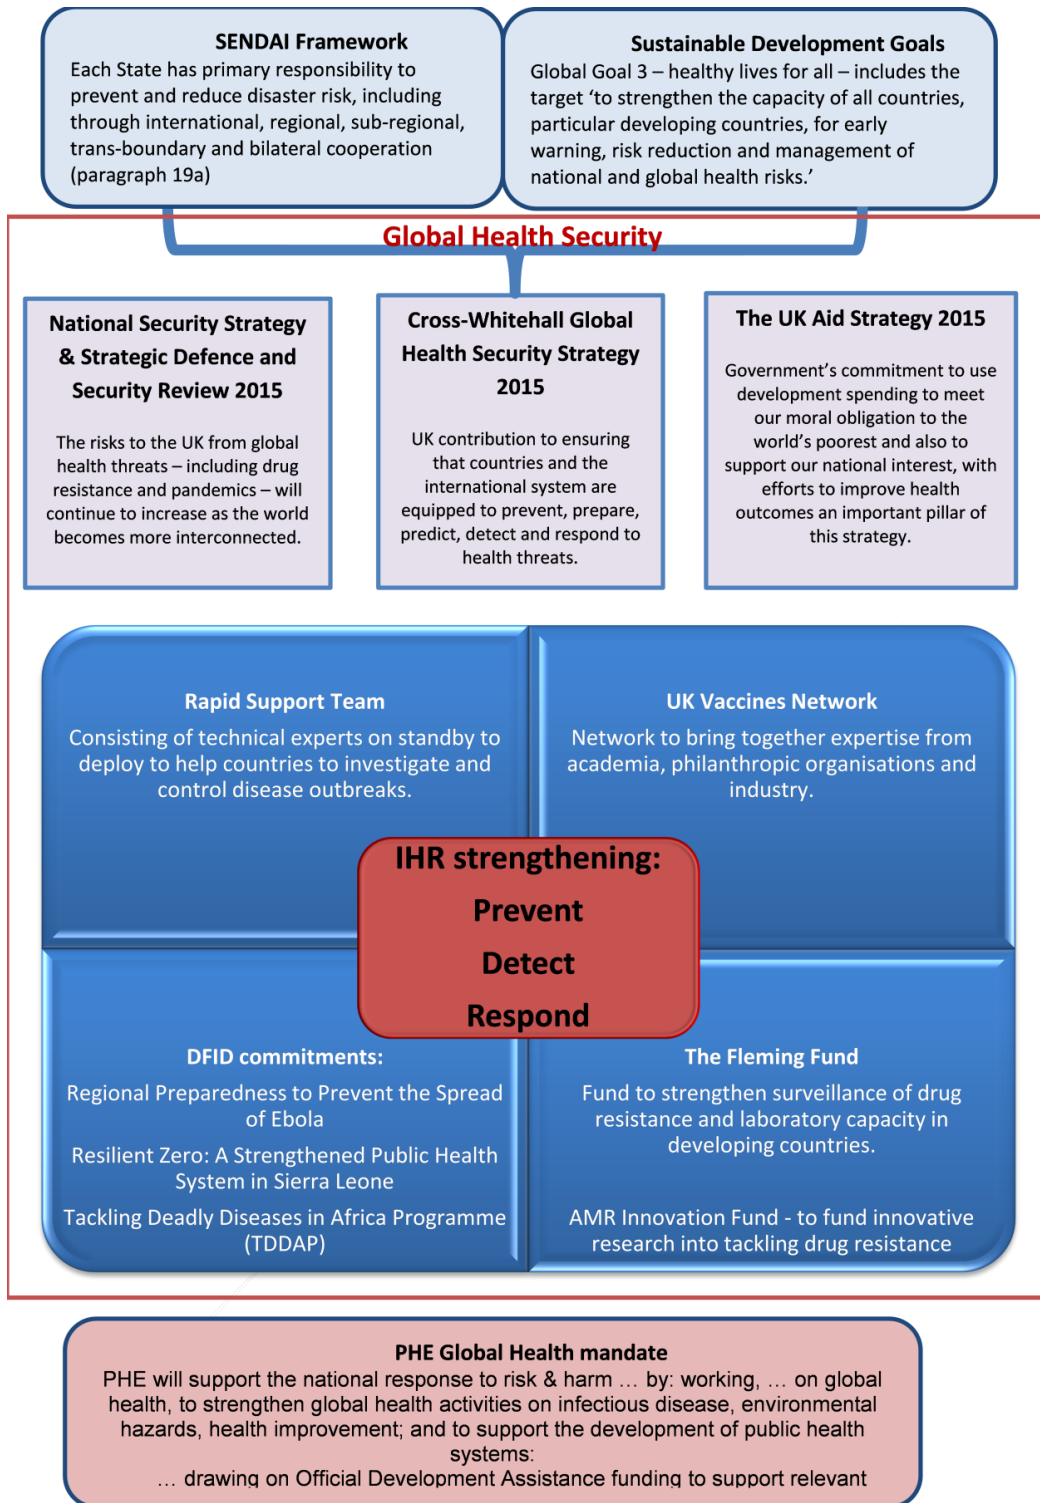 SENDAI Framework
Each State has primary responsibility to
prevent and reduce disaster risk, including
through international, regional, sub-regional,
trans-boundary and bilateral cooperation
(paragraph 19a)
Sustainable Development Goals
Global Goal 3 – healthy lives for all – includes the
target ‘to strengthen the capacity of all countries,
particular developing countries, for early
warning, risk reduction and management of
national and global health risks.’
Global Health Security
National Security Strategy
& Strategic Defence and
Security Review 2015
The risks to the UK from global
health threats – including drug
resistance and pandemics – will
continue to increase as the world
becomes more interconnected.
Cross-Whitehall Global
Health Security Strategy
2015
UK contribution to ensuring
that countries and the
international system are
equipped to prevent, prepare,
predict, detect and respond to
health threats.
The UK Aid Strategy 2015
Government’s commitment to use
development spending to meet
our moral obligation to the
world’s poorest and also to
support our national interest, with
efforts to improve health
outcomes an important pillar of
this strategy.
Rapid Support Team
Consisting of technical experts on standby to
deploy to help countries to investigate and
control disease outbreaks.
UK Vaccines Network
Network to bring together expertise from
academia, philanthropic organisations and
industry.
IHR strengthening:
Prevent
Detect
Respond
DFID commitments:
Regional Preparedness to Prevent the Spread
of Ebola
Resilient Zero: A Strengthened Public Health
System in Sierra Leone
Tackling Deadly Diseases in Africa Programme
(TDDAP)
The Fleming Fund
Fund to strengthen surveillance of drug
resistance and laboratory capacity in
developing countries.
AMR Innovation Fund - to fund innovative
research into tackling drug resistance
PHE Global Health mandate
PHE will support the national response to risk & harm … by: working, … on global
health, to strengthen global health activities on infectious disease, environmental
hazards, health improvement; and to support the development of public health
systems:
… drawing on Official Development Assistance funding to support relevant